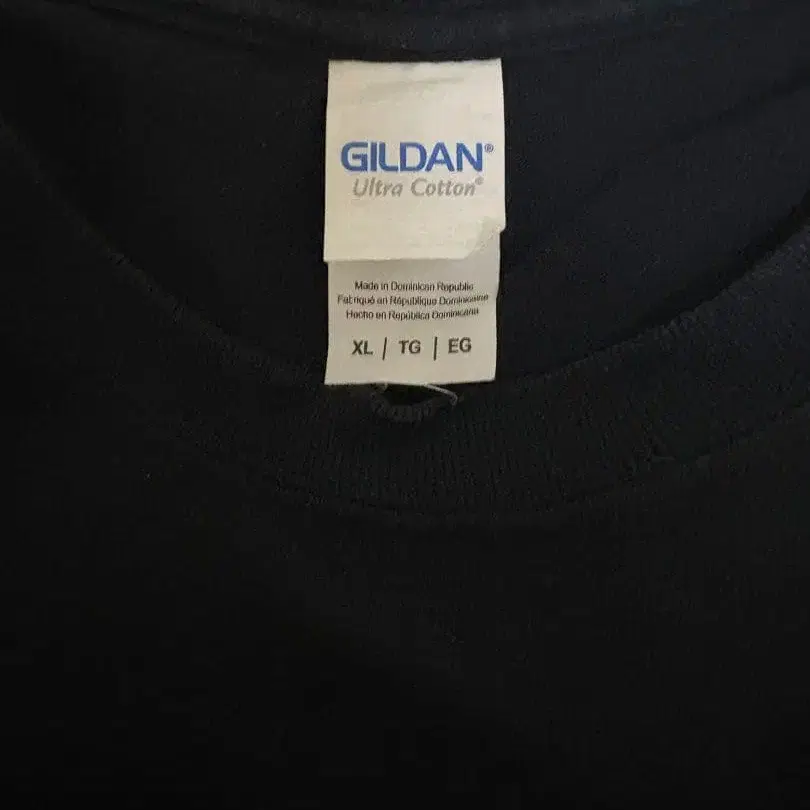 GILDAN®
Ultra Cotton®
Made in Dominican Republic
Fabriqué en République Dominicaine
Hecho en República Dominicana
XL | TG | EG